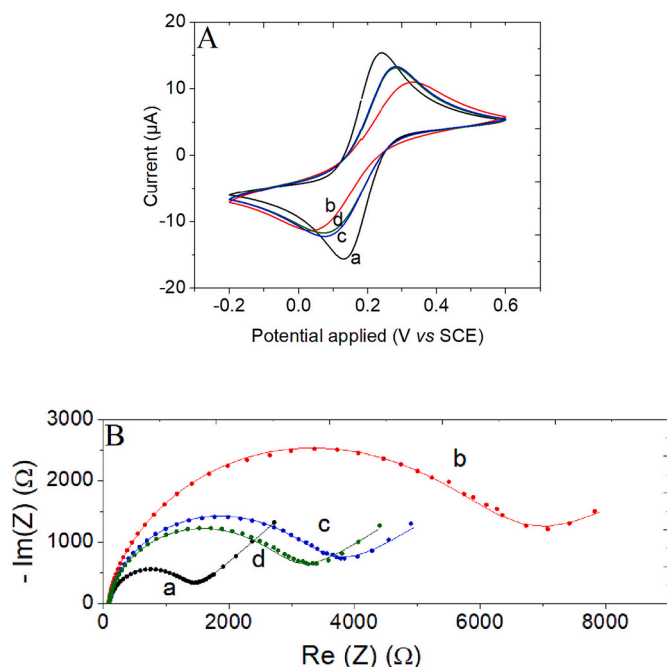 A
20
10
0
-10
-20
Current (µA)
b
d
c
a
-0.2 0.0 0.2 0.4 0.6
Potential applied (V vs SCE)
B
3000
2000
1000
0
- Im(Z) (Ω)
b
c
d
a
0 2000 4000 6000 8000
Re (Z) (Ω)